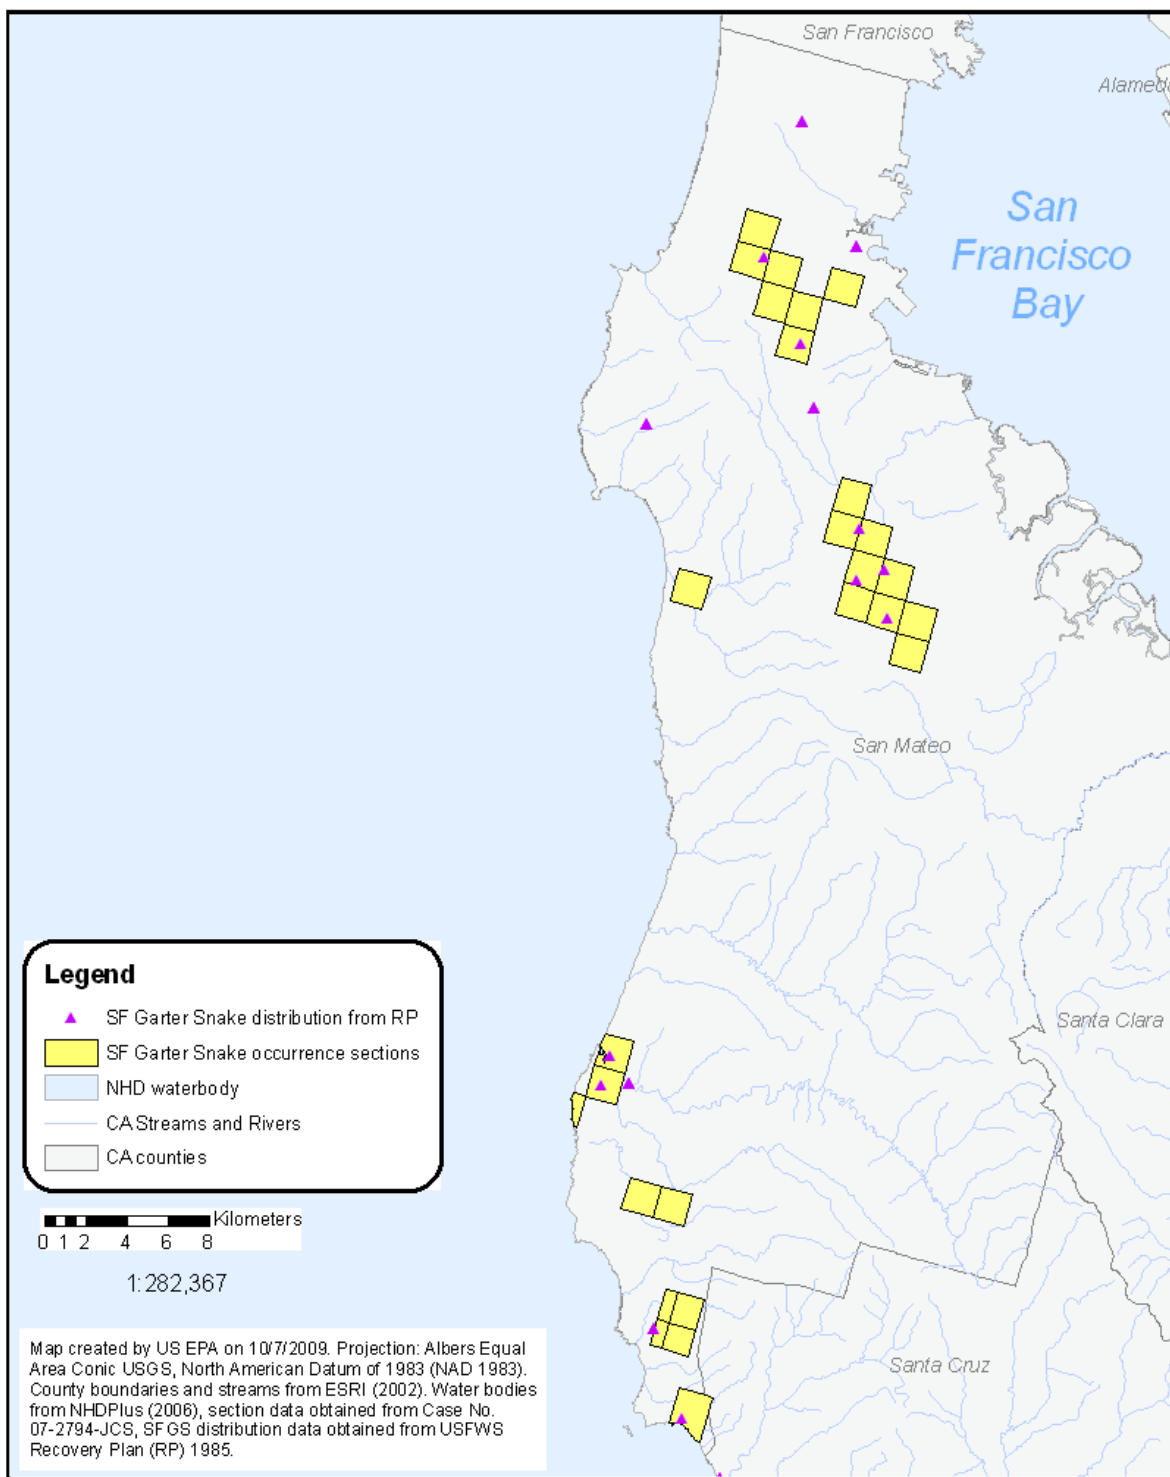 San Francisco
Alameda
San
Francisco
Bay
San Mateo
Santa Clara
Santa Cruz
Legend
SF Garter Snake distribution from RP
SF Garter Snake occurrence sections
NHD waterbody
CA Streams and Rivers
CA counties
Kilometers
0 1 2 4 6 8
1:282,367
Map created by US EPA on 10/7/2009. Projection: Albers Equal
Area Conic USGS, North American Datum of 1983 (NAD 1983).
County boundaries and streams from ESRI (2002). Water bodies
from NHDPlus (2006), section data obtained from Case No.
07-2794-JCS, SFGS distribution data obtained from USFWS
Recovery Plan (RP) 1985.